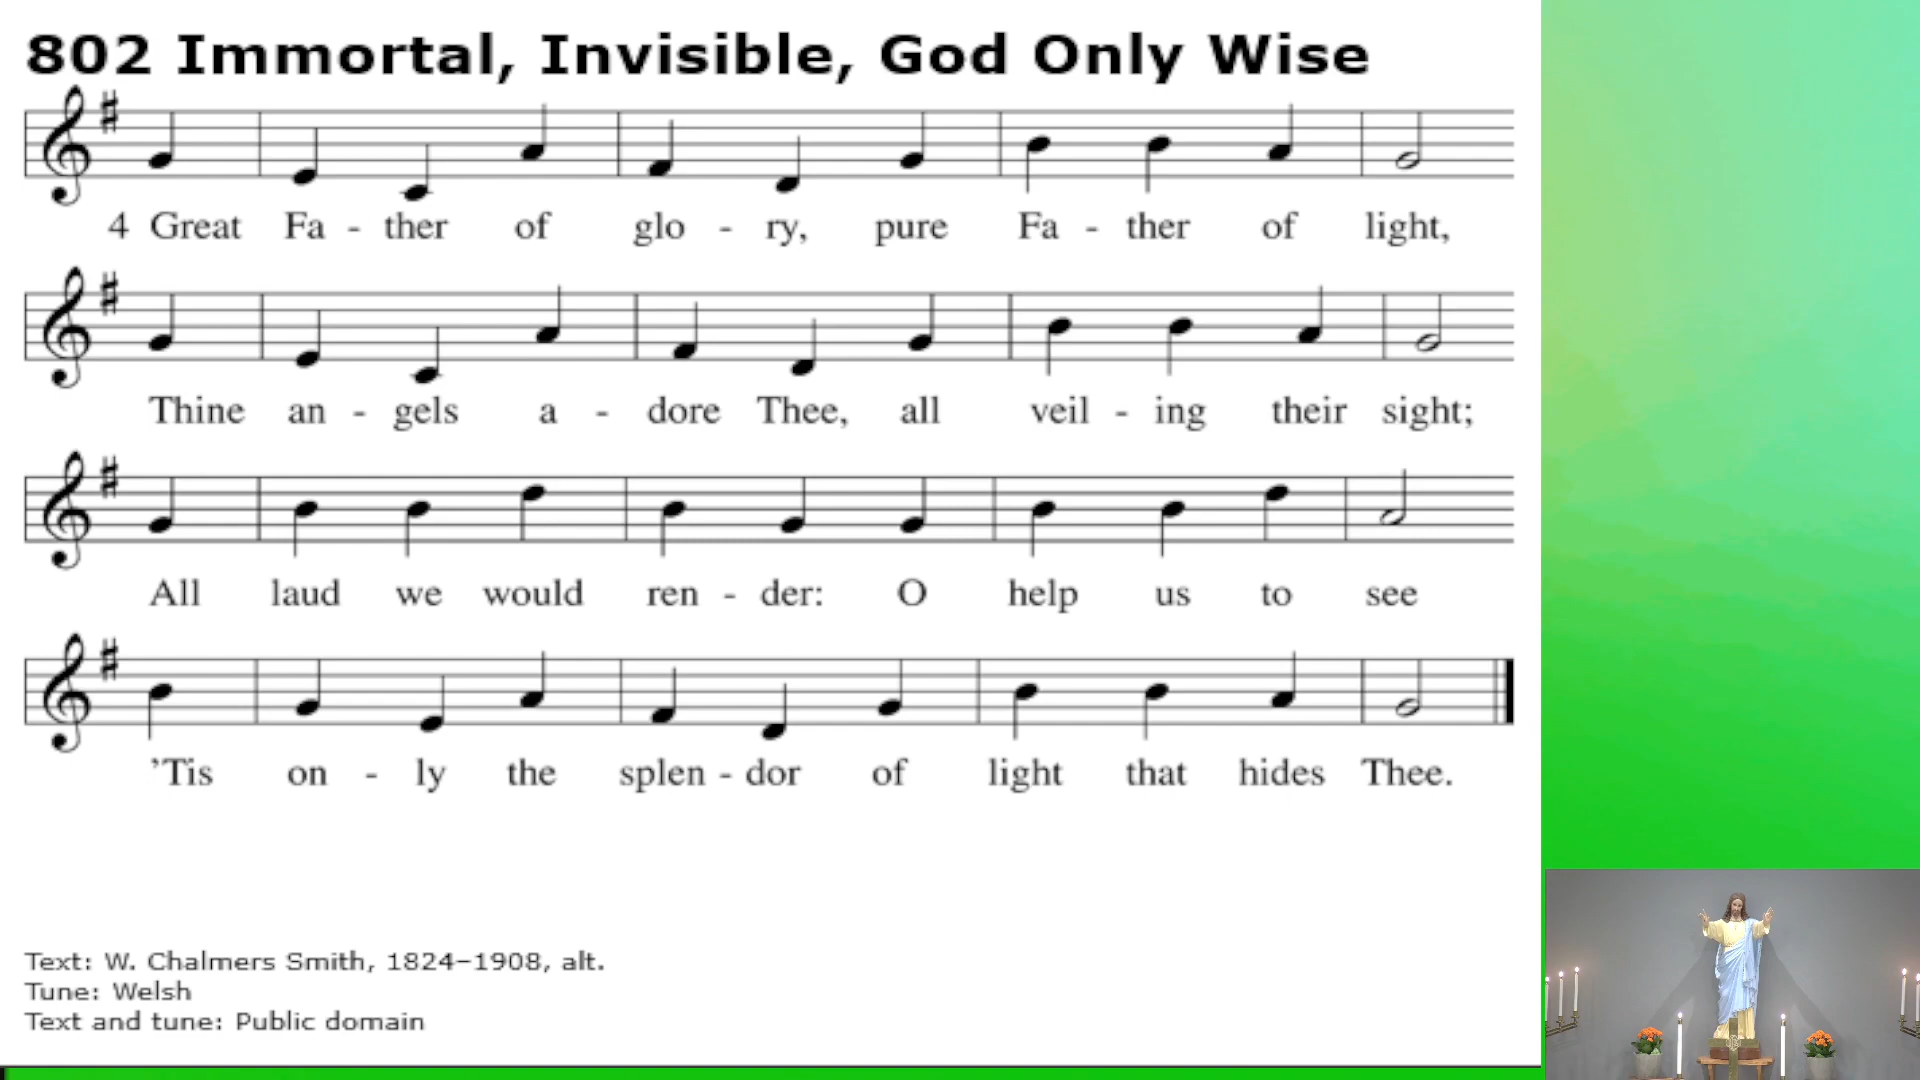 802 Immortal, Invisible, God Only Wise
4 Great Fa - ther of glo - ry, pure Fa - ther of light,
Thine an - gels a - dore Thee, all veil - ing their sight;
All laud we would ren - der: O help us to see
’Tis on - ly the splen - dor of light that hides Thee.
Text: W. Chalmers Smith, 1824–1908, alt.
Tune: Welsh
Text and tune: Public domain